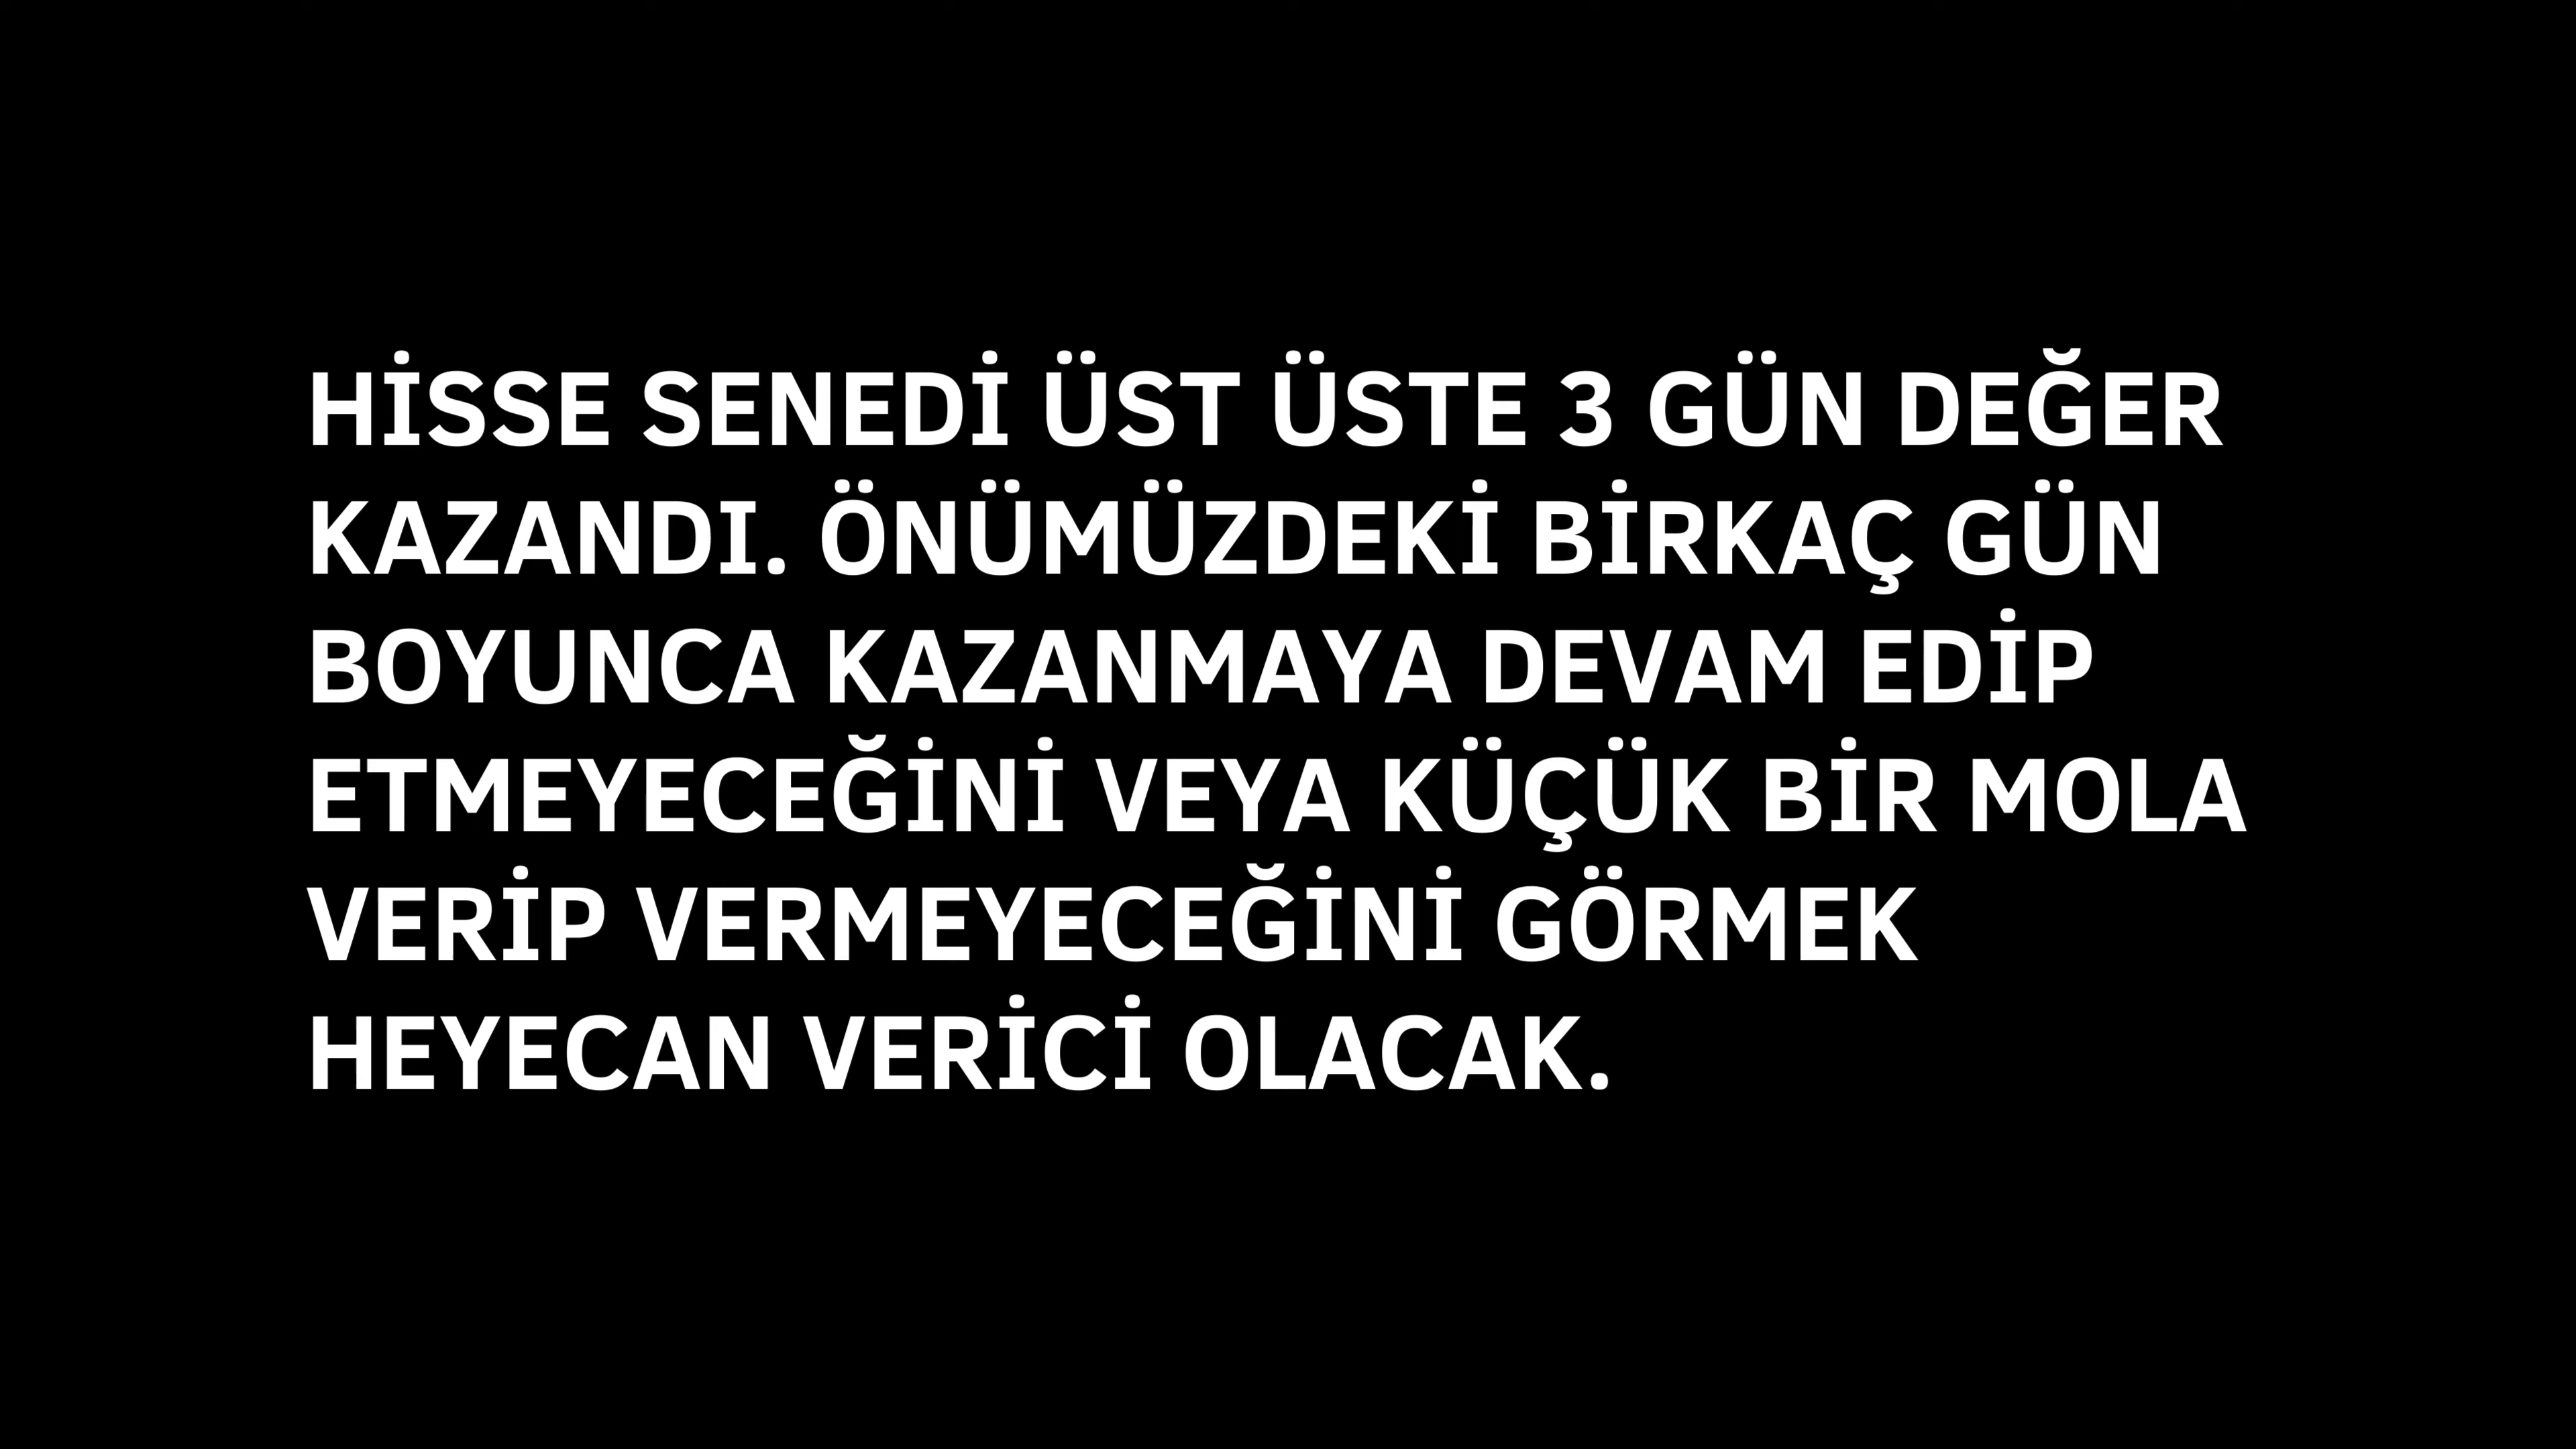 HİSSE SENEDİ ÜST ÜSTE 3 GÜN DEĞER
KAZANDI. ÖNÜMÜZDEKİ BİRKAÇ GÜN
BOYUNCA KAZANMAYA DEVAM EDİP
ETMEYECEĞİNİ VEYA KÜÇÜK BİR MOLA
VERİP VERMEYECEĞİNİ GÖRMEK
HEYECAN VERİCİ OLACAK.